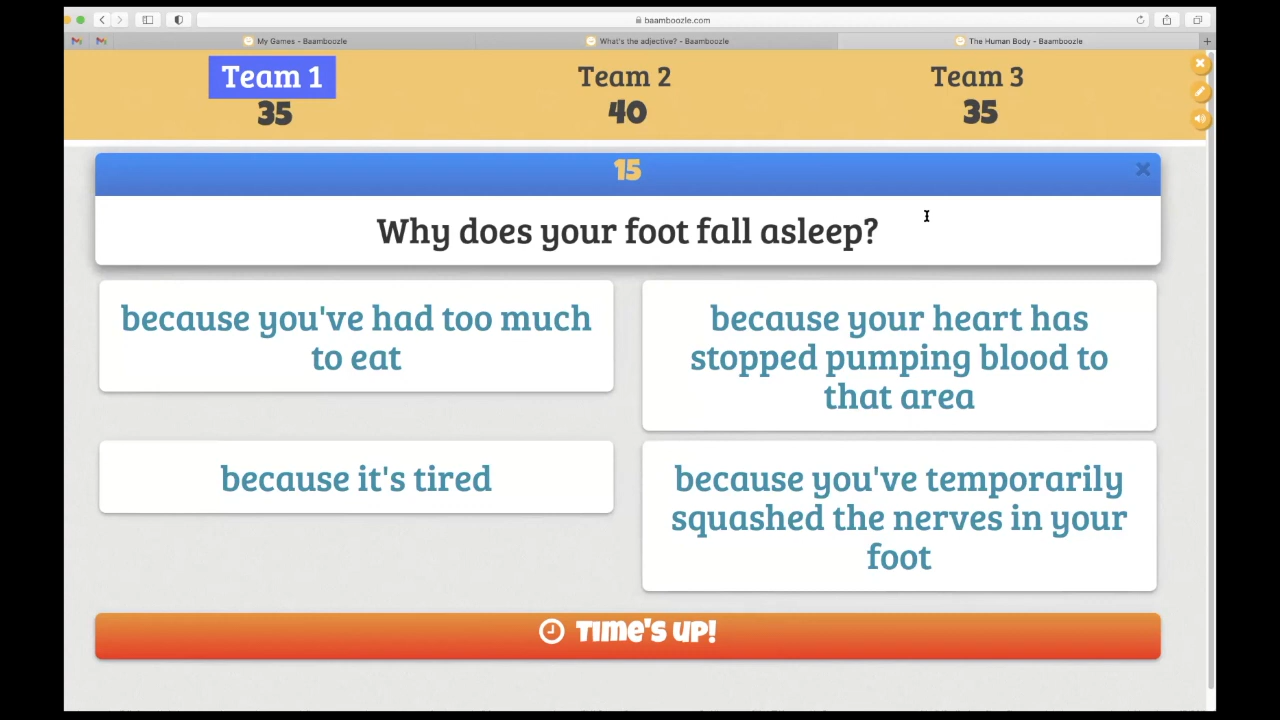 baamboozle.com
My Games - Baamboozle
What's the adjective? - Baamboozle
The Human Body - Baamboozle
Team 1
Team 2
Team 3
35
40
35
15
Why does your foot fall asleep?
because you've had too much
to eat
because your heart has
stopped pumping blood to
that area
because it's tired
because you've temporarily
squashed the nerves in your
foot
Time's up!